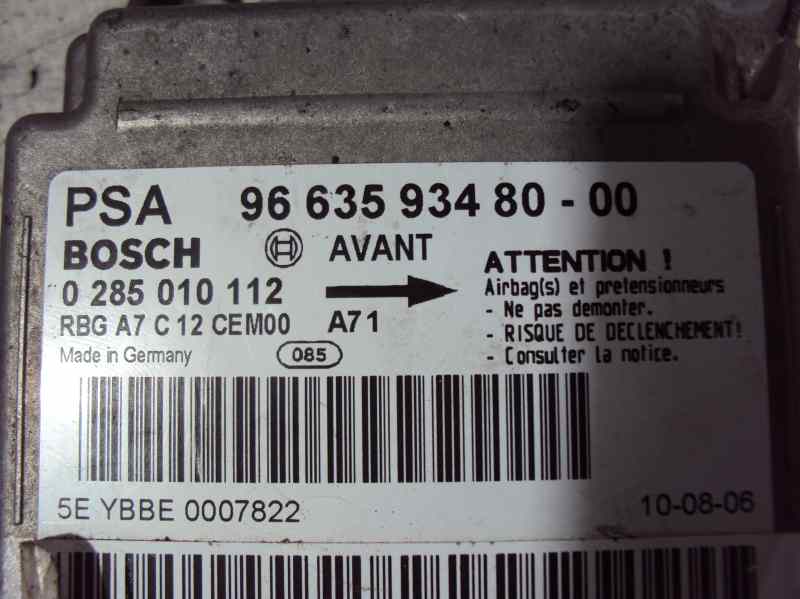 PSA 96 635 934 80 - 00
BOSCH AVANT
0 285 010 112
RBG A7 C 12 CEM00 A71
Made in Germany 085
ATTENTION !
Airbag(s) et pretensionneurs
- Ne pas demonter.
- RISQUE DE DECLENCHEMENT!
- Consulter la notice.
5E YBBE 0007822 10-08-06